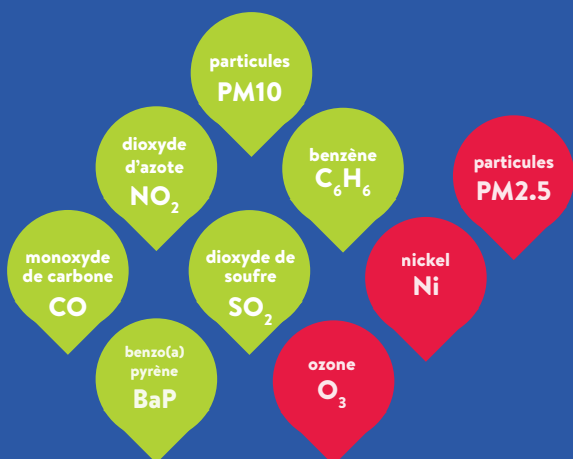 particules
PM10
dioxyde
d'azote
NO₂
benzène
C₆H₆
particules
PM2.5
monoxyde
de carbone
CO
dioxyde de
soufre
SO₂
nickel
Ni
benzo(a)
pyrène
BaP
ozone
O₃